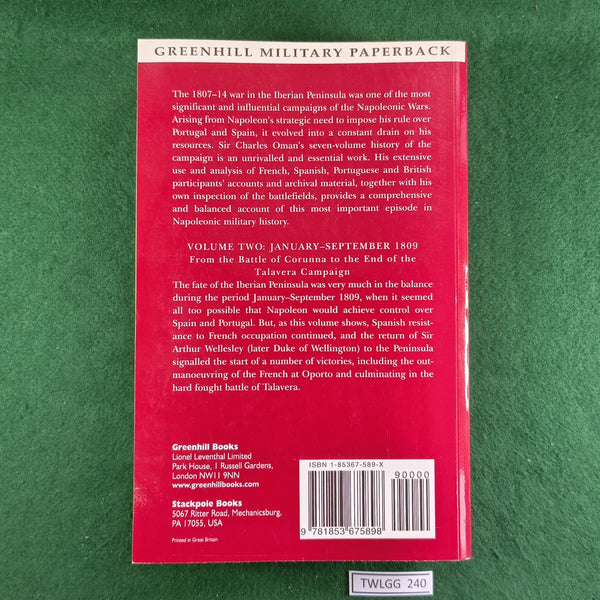 GREENHILL MILITARY PAPERBACK
The 1807–14 war in the Iberian Peninsula was one of the most
significant and influential campaigns of the Napoleonic Wars.
Arising from Napoleon's strategic need to impose his rule over
Portugal and Spain, it evolved into a constant drain on his
resources. Sir Charles Oman's seven-volume history of the
campaign is an unrivalled and essential work. His extensive
use and analysis of French, Spanish, Portuguese and British
participants' accounts and archival material, together with his
own inspection of the battlefields, provides a comprehensive
and balanced account of this most important episode in
Napoleonic military history.
VOLUME TWO: JANUARY–SEPTEMBER 1809
From the Battle of Corunna to the End of the
Talavera Campaign
The fate of the Iberian Peninsula was very much in the balance
during the period January–September 1809, when it seemed
all too possible that Napoleon would achieve control over
Spain and Portugal. But, as this volume shows, Spanish resist-
ance to French occupation continued, and the return of Sir
Arthur Wellesley (later Duke of Wellington) to the Peninsula
signalled the start of a number of victories, including the out-
manoeuvring of the French at Oporto and culminating in the
hard fought battle of Talavera.
Greenhill Books
Lionel Leventhal Limited
Park House, 1 Russell Gardens,
London NW11 9NN
www.greenhillbooks.com
Stackpole Books
5067 Ritter Road, Mechanicsburg,
PA 17055, USA
Printed in Great Britain
ISBN 1-85367-589-X
90000
9 781853 675898
TWLGG 240